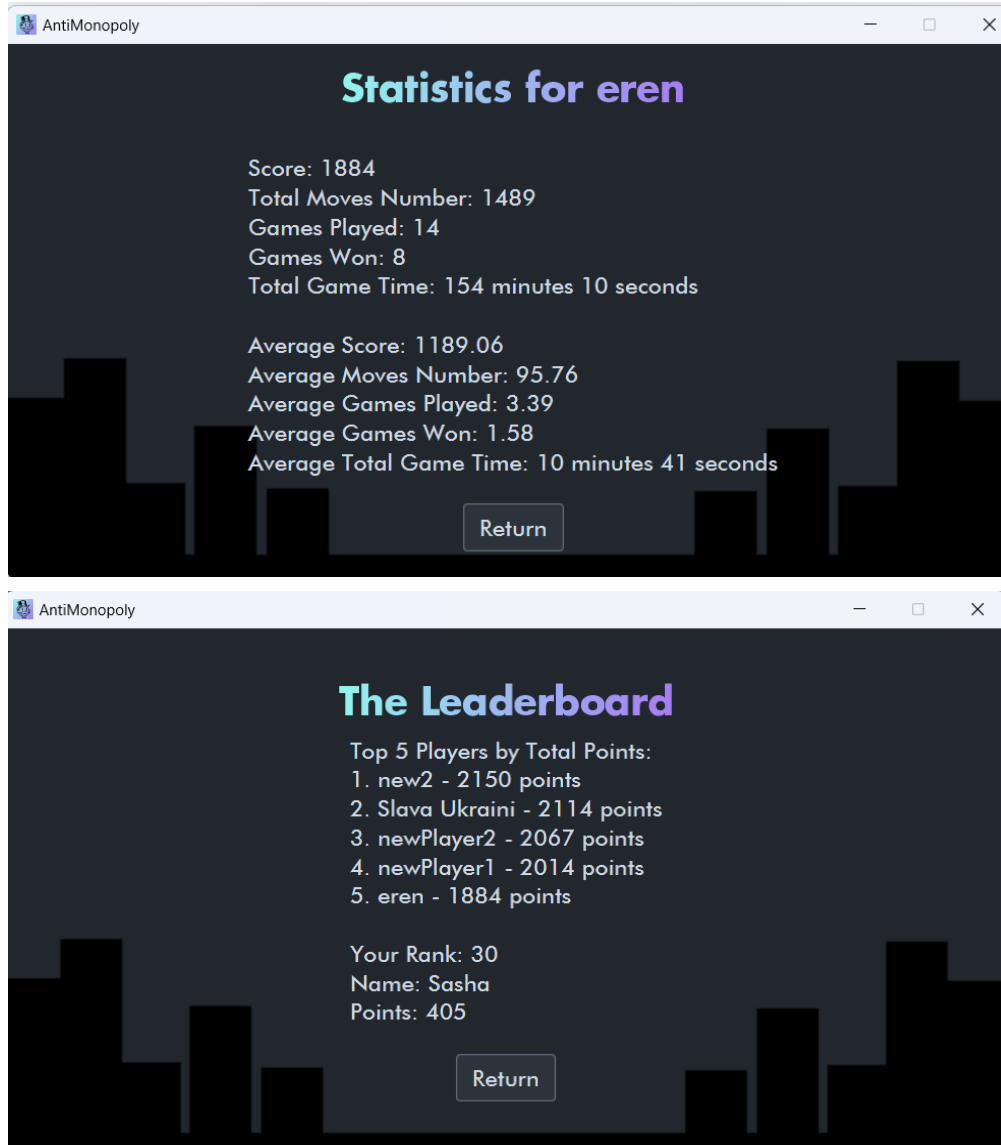 AntiMonopoly
Statistics for eren
Score: 1884
Total Moves Number: 1489
Games Played: 14
Games Won: 8
Total Game Time: 154 minutes 10 seconds
Average Score: 1189.06
Average Moves Number: 95.76
Average Games Played: 3.39
Average Games Won: 1.58
Average Total Game Time: 10 minutes 41 seconds
Return
AntiMonopoly
The Leaderboard
Top 5 Players by Total Points:
1. new2 - 2150 points
2. Slava Ukraini - 2114 points
3. newPlayer2 - 2067 points
4. newPlayer1 - 2014 points
5. eren - 1884 points
Your Rank: 30
Name: Sasha
Points: 405
Return